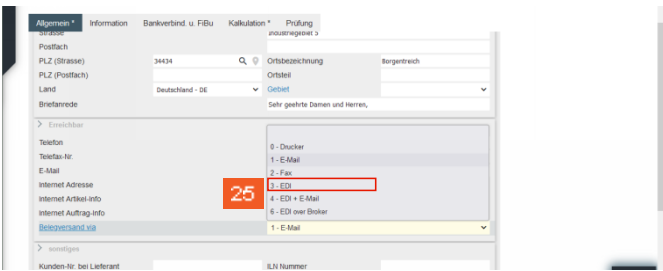 Allgemein * Information Bankverbind. u. FiBu Kalkulation * Prüfung
Strasse Industriegebiet 5
Postfach
PLZ (Strasse) 34434 Ortsbezeichnung Borgentreich
PLZ (Postfach) Ortsteil
Land Deutschland - DE Gebiet
Briefanrede Sehr geehrte Damen und Herren,
> Erreichbar
Telefon 0 - Drucker
Telefax-Nr. 1 - E-Mail
E-Mail 2 - Fax
Internet Adresse 3 - EDI
Internet Artikel-Info 25 4 - EDI + E-Mail
Internet Auftrag-Info 6 - EDI over Broker
Belegversand via 1 - E-Mail
> sonstiges
Kunden-Nr. bei Lieferant ILN Nummer